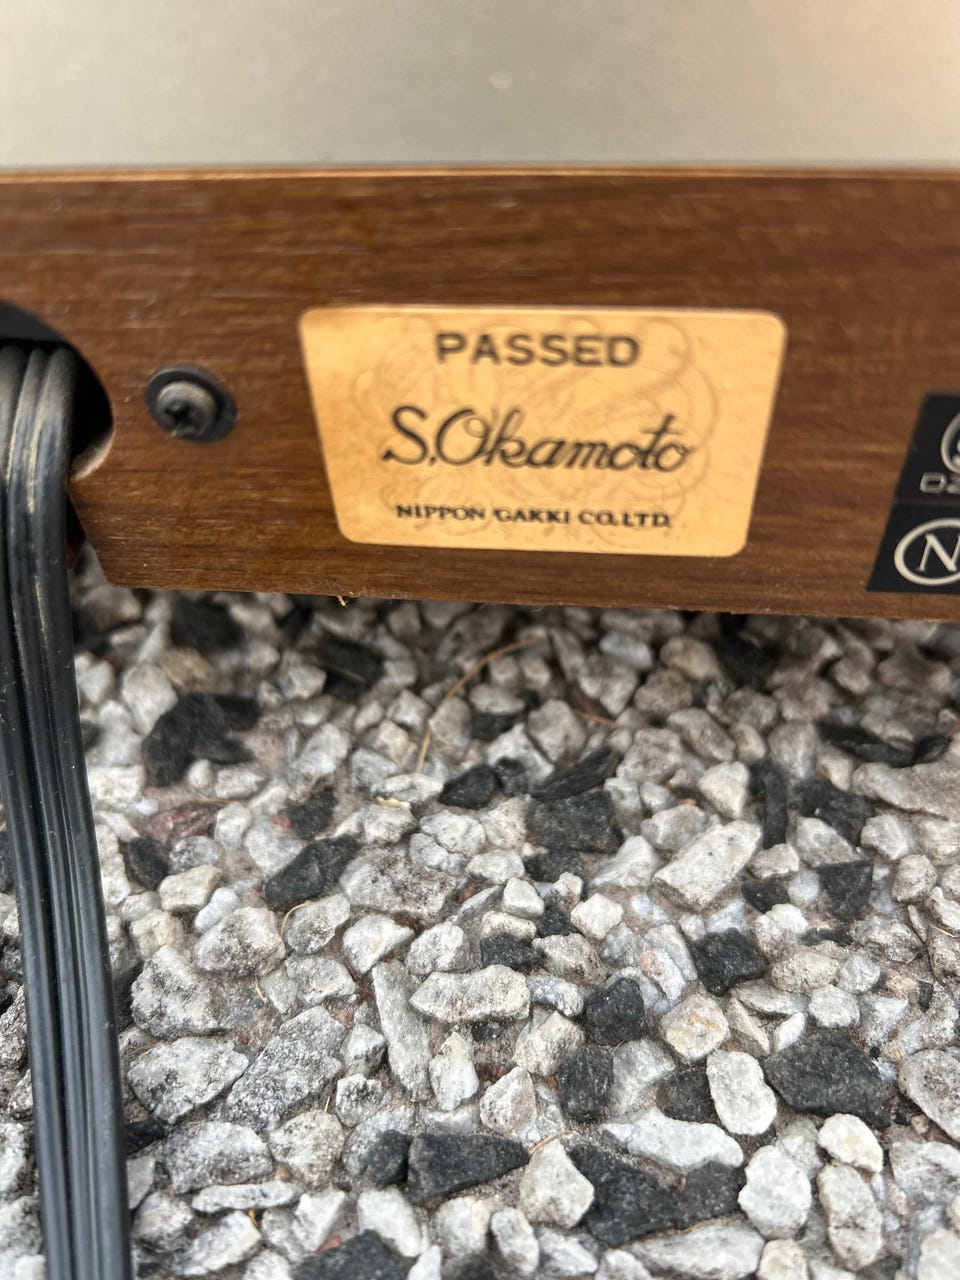 PASSED
S.Okamoto
NIPPON GAKKI CO.LTD.
N